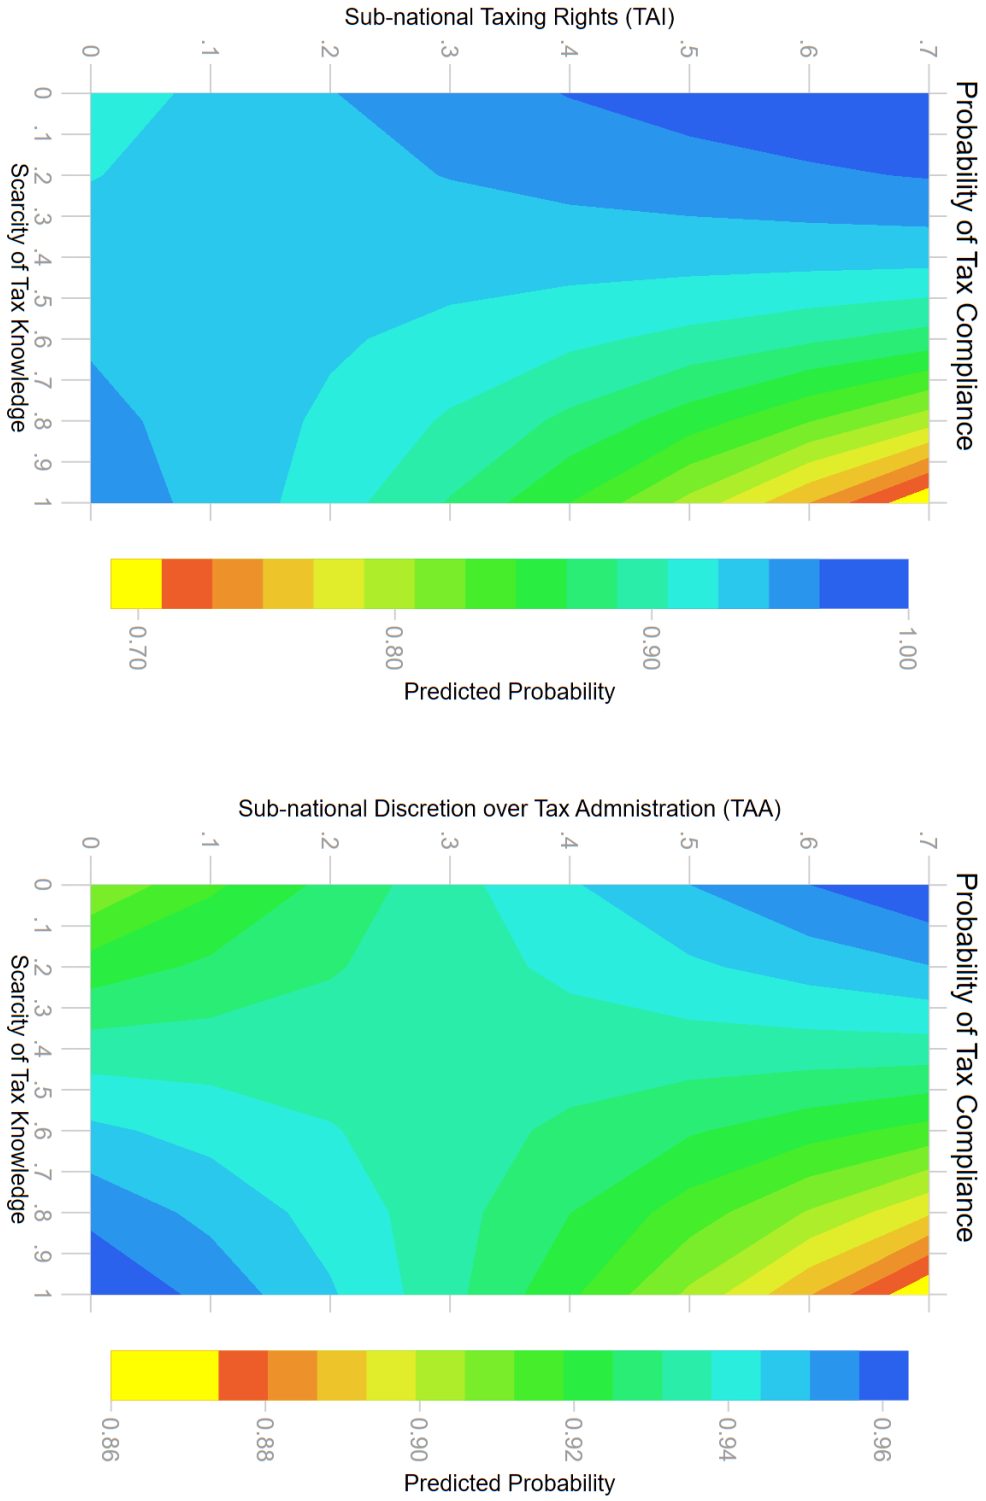 Sub-national Taxing Rights (TAI)
0 .1 .2 .3 .4 .5 .6 .7
Probability of Tax Compliance
0
.1
.2
.3
.4
.5
.6
.7
.8
.9
1
Scarcity of Tax Knowledge
0.70 0.80 0.90 1.00
Predicted Probability
Sub-national Discretion over Tax Admnistration (TAA)
0 .1 .2 .3 .4 .5 .6 .7
Probability of Tax Compliance
0
.1
.2
.3
.4
.5
.6
.7
.8
.9
1
Scarcity of Tax Knowledge
0.86 0.88 0.90 0.92 0.94 0.96
Predicted Probability